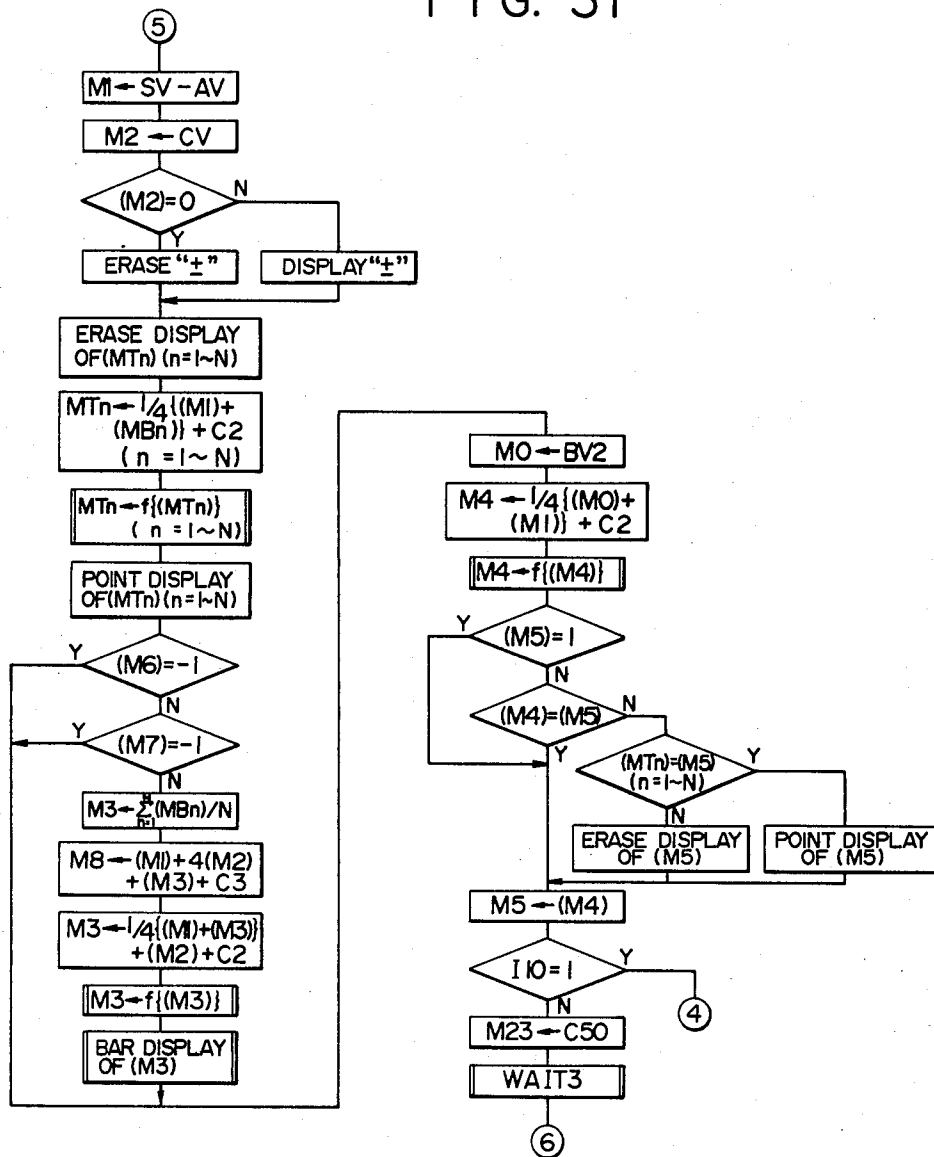 FIG. 31
5
M1←SV-AV
M2←CV
(M2)=0
N
Y
ERASE "±"
DISPLAY "±"
ERASE DISPLAY
OF(MTn) (n=1~N)
MTn←1/4{(M1)+
(MBn)} + C2
( n = 1~ N)
MTn←f{(MTn)}
( n = 1~N)
POINT DISPLAY
OF(MTn) (n=1~N)
Y
(M6)=-1
N
Y
(M7)=-1
N
M3←∑(MBn)/N
N
n=1
M8←(M1)+4(M2)
+(M3)+C3
M3←1/4{(M1)+(M3)}
+(M2)+C2
M3←f{(M3)}
BAR DISPLAY
OF (M3)
M0←BV2
M4←1/4{(M0)+
(M1)} + C2
M4←f{(M4)}
Y
(M5)=1
N
(M4)=(M5)
N
Y
(MTn)=(M5)
(n=1~N)
Y
N
ERASE DISPLAY
OF (M5)
POINT DISPLAY
OF (M5)
M5←(M4)
I10=1
Y
N
4
M23←C50
WAIT3
6